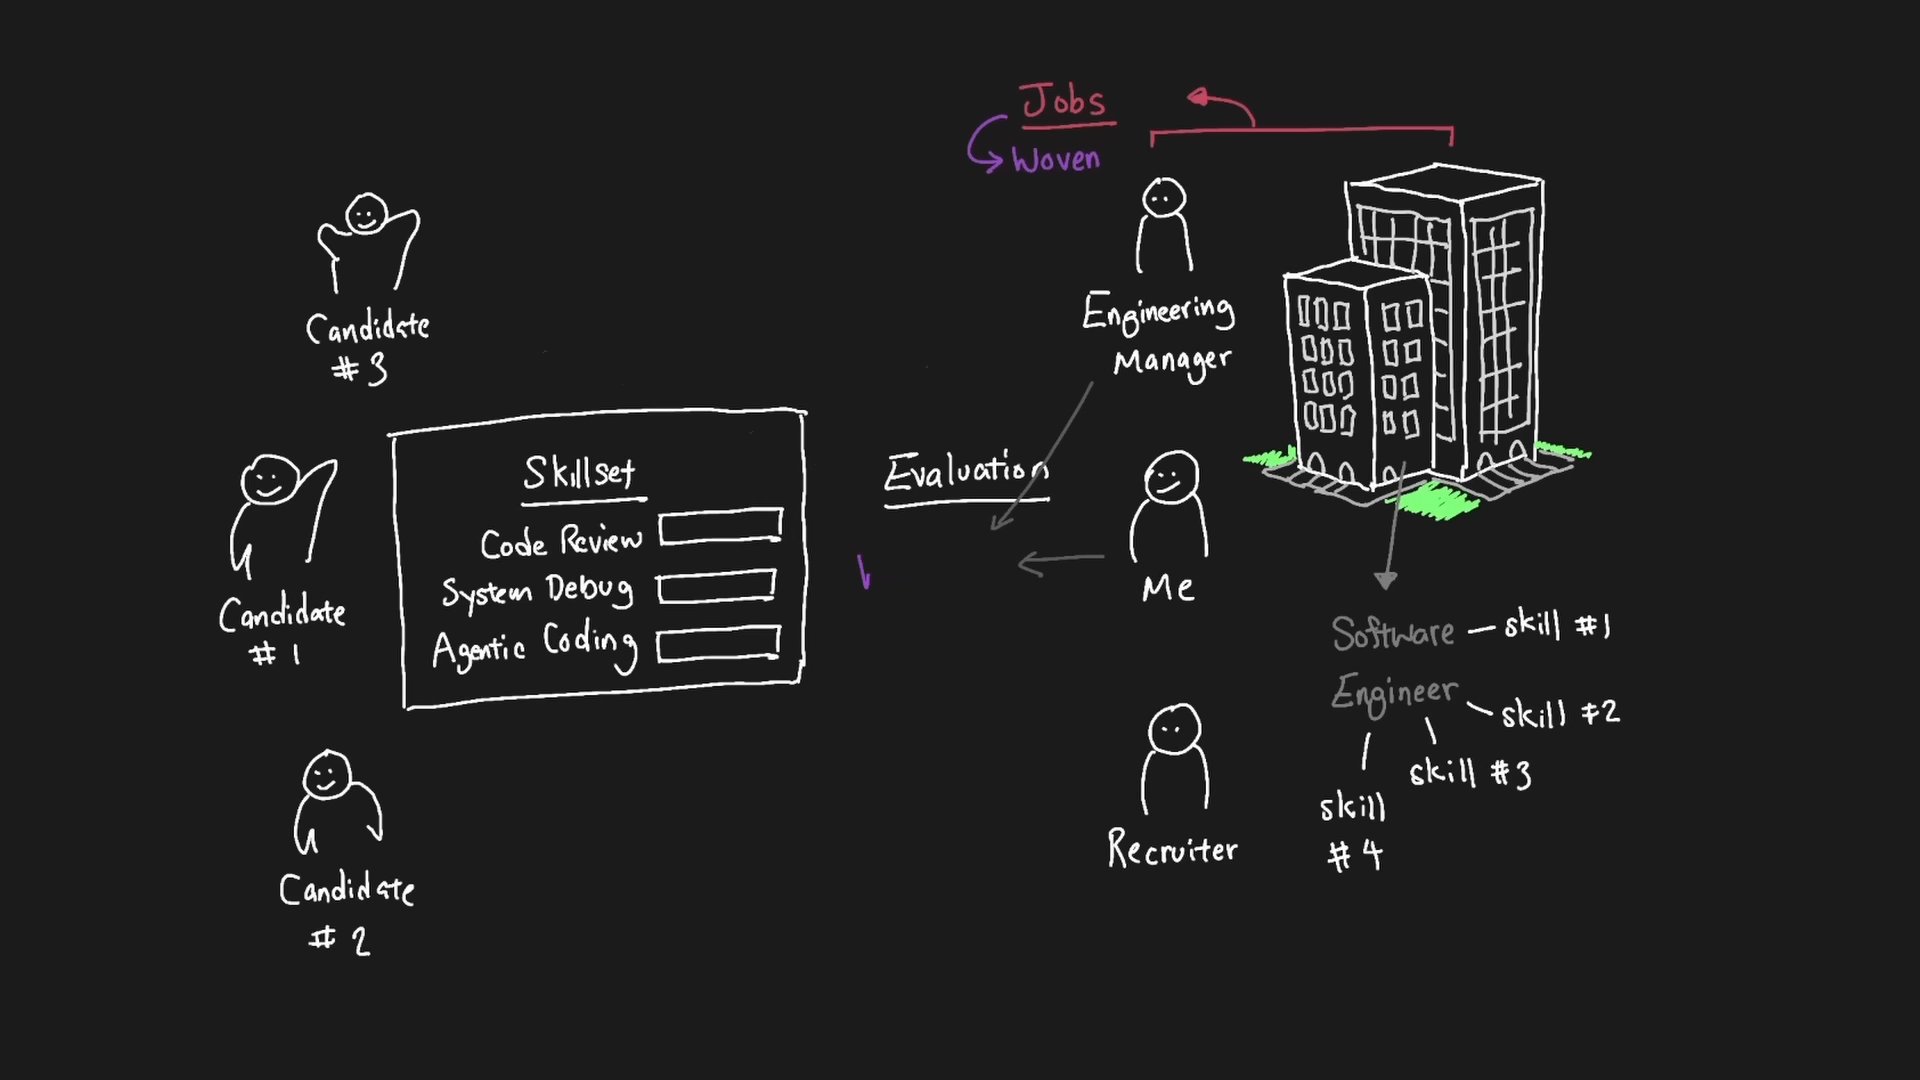 Jobs
Woven
Candidate
# 3
Engineering
Manager
Skillset
Code Review
System Debug
Agentic Coding
Evaluation
Candidate
# 1
Me
Software
Engineer
skill #1
skill #2
skill #3
skill
# 4
Recruiter
Candidate
# 2